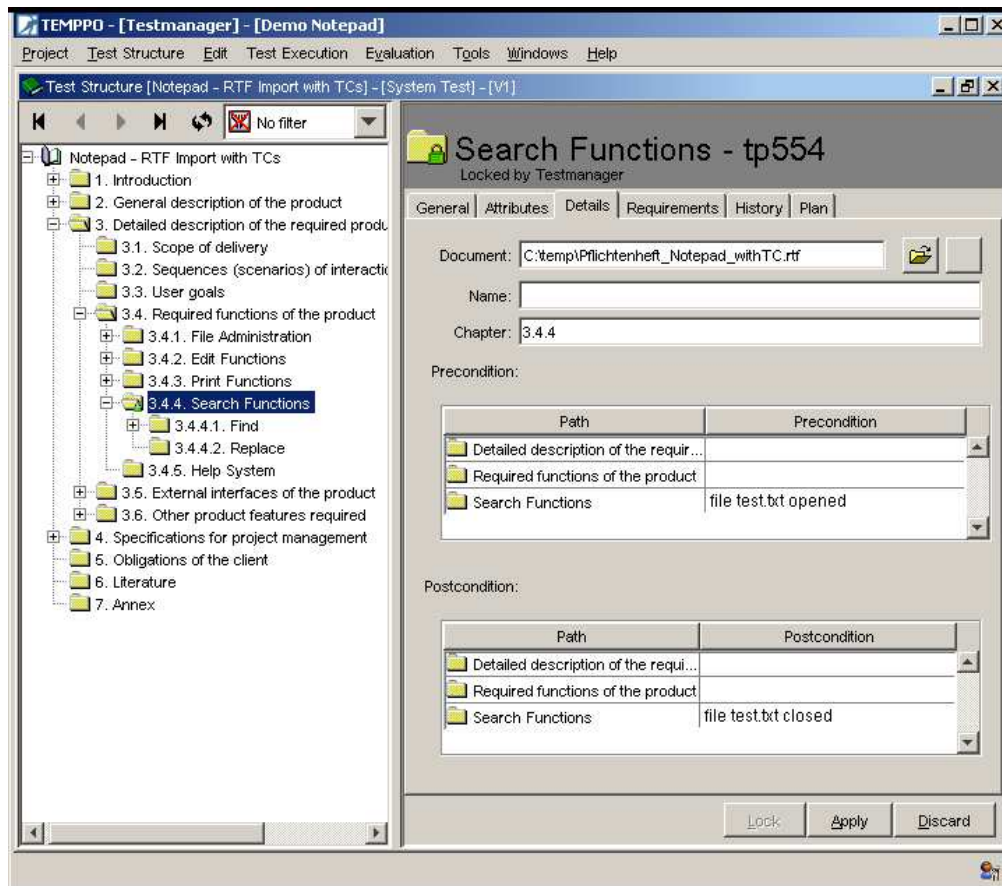 TEMPPO - [Testmanager] - [Demo Notepad]
Project Test Structure Edit Test Execution Evaluation Tools Windows Help
Test Structure [Notepad - RTF Import with TCs] - [System Test] - [V1]
No filter
Notepad - RTF Import with TCs
1. Introduction
2. General description of the product
3. Detailed description of the required produ
3.1. Scope of delivery
3.2. Sequences (scenarios) of interactio
3.3. User goals
3.4. Required functions of the product
3.4.1. File Administration
3.4.2. Edit Functions
3.4.3. Print Functions
3.4.4. Search Functions
3.4.4.1. Find
3.4.4.2. Replace
3.4.5. Help System
3.5. External interfaces of the product
3.6. Other product features required
4. Specifications for project management
5. Obligations of the client
6. Literature
7. Annex
Search Functions - tp554
Locked by Testmanager
General Attributes Details Requirements History Plan
Document: C:\temp\Pflichtenheft_Notepad_withTC.rtf
Name:
Chapter: 3.4.4
Precondition:
Path Precondition
Detailed description of the requir...
Required functions of the product
Search Functions file test.txt opened
Postcondition:
Path Postcondition
Detailed description of the requi...
Required functions of the product
Search Functions file test.txt closed
Lock Apply Discard